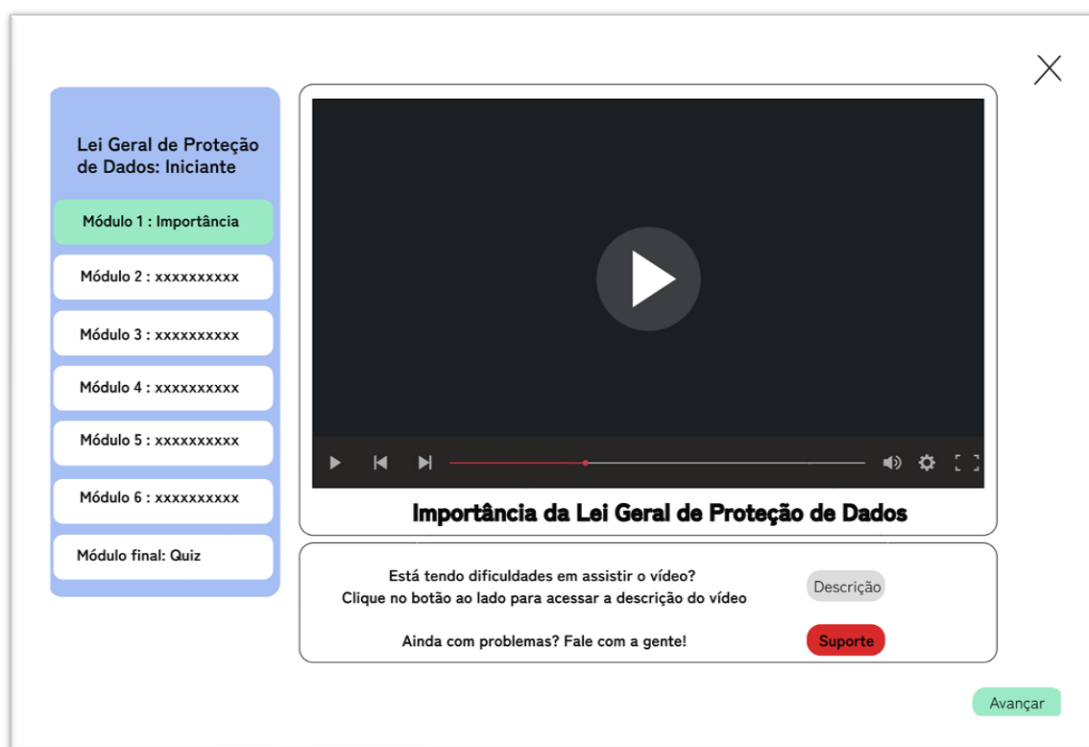 Lei Geral de Proteção
de Dados: Iniciante
Módulo 1 : Importância
Módulo 2 : xxxxxxxxxx
Módulo 3 : xxxxxxxxxx
Módulo 4 : xxxxxxxxxx
Módulo 5 : xxxxxxxxxx
Módulo 6 : xxxxxxxxxx
Módulo final: Quiz
Importância da Lei Geral de Proteção de Dados
Está tendo dificuldades em assistir o vídeo?
Clique no botão ao lado para acessar a descrição do vídeo
Descrição
Ainda com problemas? Fale com a gente!
Suporte
Avançar